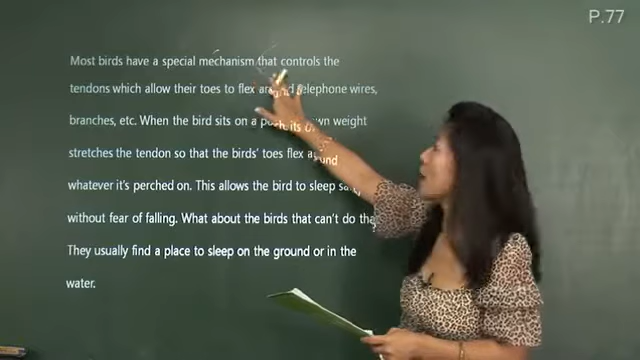 P.77
Most birds have a special mechanism that controls the
tendons which allow their toes to flex around telephone wires,
branches, etc. When the bird sits on a its own weight
stretches the tendon so that the birds' toes flex around
whatever it's perched on. This allows the bird to sleep
without fear of falling. What about the birds that can't do
They usually find a place to sleep on the ground or in the
water.